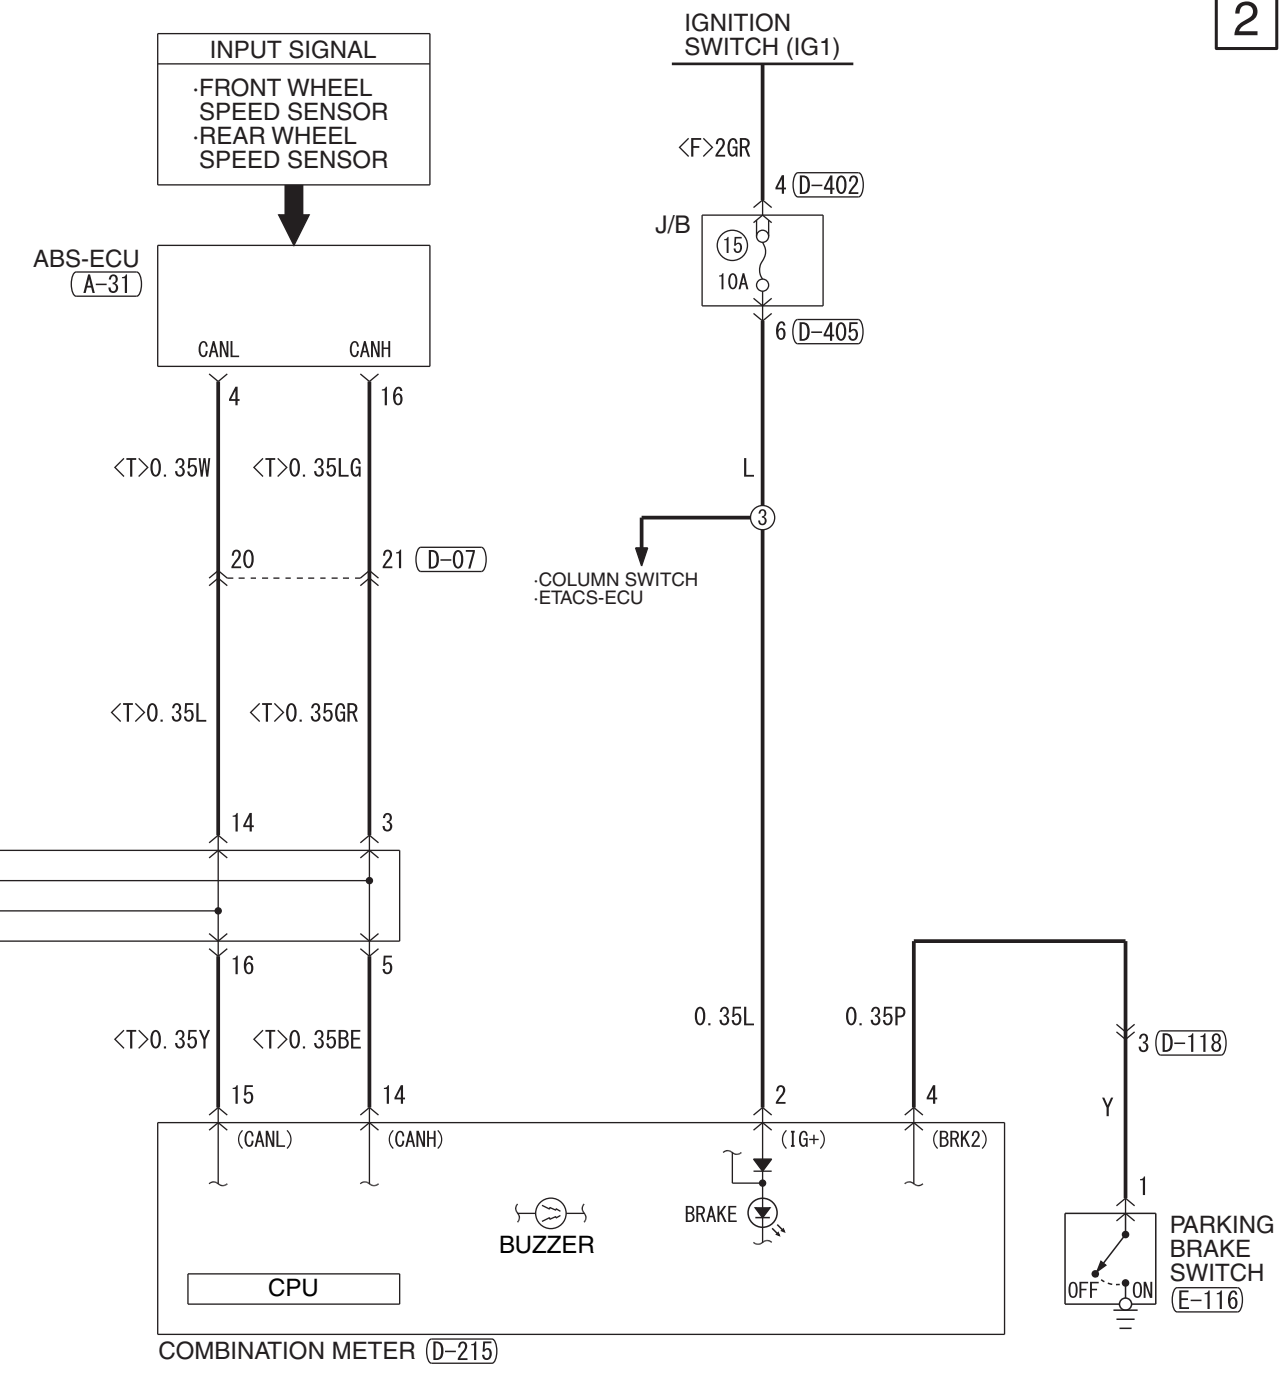 2
INPUT SIGNAL
·FRONT WHEEL
SPEED SENSOR
·REAR WHEEL
SPEED SENSOR
IGNITION
SWITCH (IG1)
<F>2GR
4 (D-402)
J/B
15
10A
6 (D-405)
ABS-ECU
(A-31)
CANL
CANH
4
16
<T>0. 35W
<T>0. 35LG
L
3
20
21 (D-07)
·COLUMN SWITCH
·ETACS-ECU
<T>0. 35L
<T>0. 35GR
14
3
16
5
<T>0. 35Y
<T>0. 35BE
0. 35L
0. 35P
3 (D-118)
15
14
2
4
Y
(CANL)
(CANH)
(IG+)
(BRK2)
1
BRAKE
BUZZER
CPU
PARKING
BRAKE
SWITCH
(E-116)
OFF
ON
COMBINATION METER (D-215)